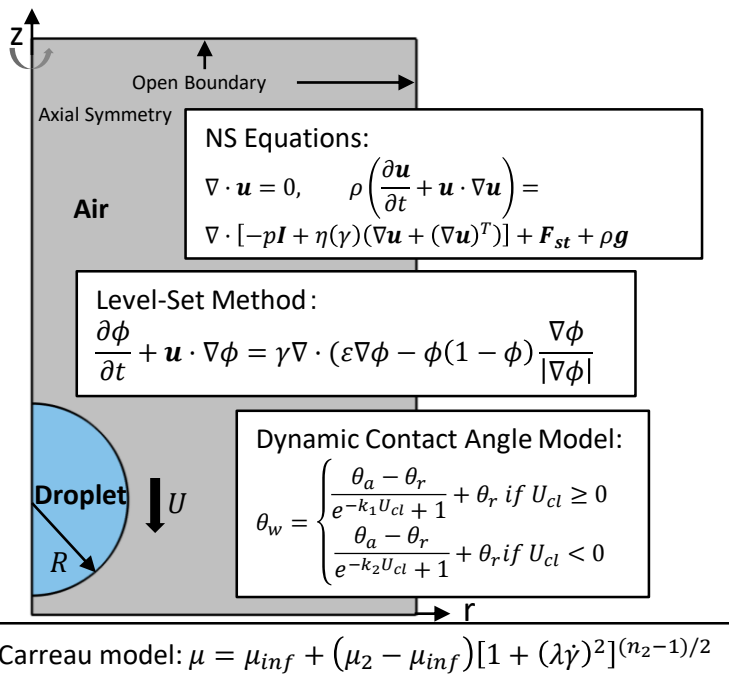 z
Open Boundary
Axial Symmetry
NS Equations:
∇ · 𝒖 = 0, ρ(∂𝒖/∂t + 𝒖 · ∇𝒖) =
∇ · [−p𝑰 + η(γ)(∇𝒖 + (∇𝒖)^T)] + 𝑭_st + ρ𝒈
Air
Level-Set Method:
∂ϕ/∂t + 𝒖 · ∇ϕ = γ∇ · (ε∇ϕ − ϕ(1 − ϕ) ∇ϕ/|∇ϕ|
Dynamic Contact Angle Model:
θ_w = { (θ_a − θ_r)/(e^{−k_1 U_cl} + 1) + θ_r if U_cl ≥ 0
(θ_a − θ_r)/(e^{−k_2 U_cl} + 1) + θ_r if U_cl < 0
Droplet
U
R
r
Carreau model: μ = μ_inf + (μ_2 − μ_inf)[1 + (λγ̇)^2]^{(n_2−1)/2}